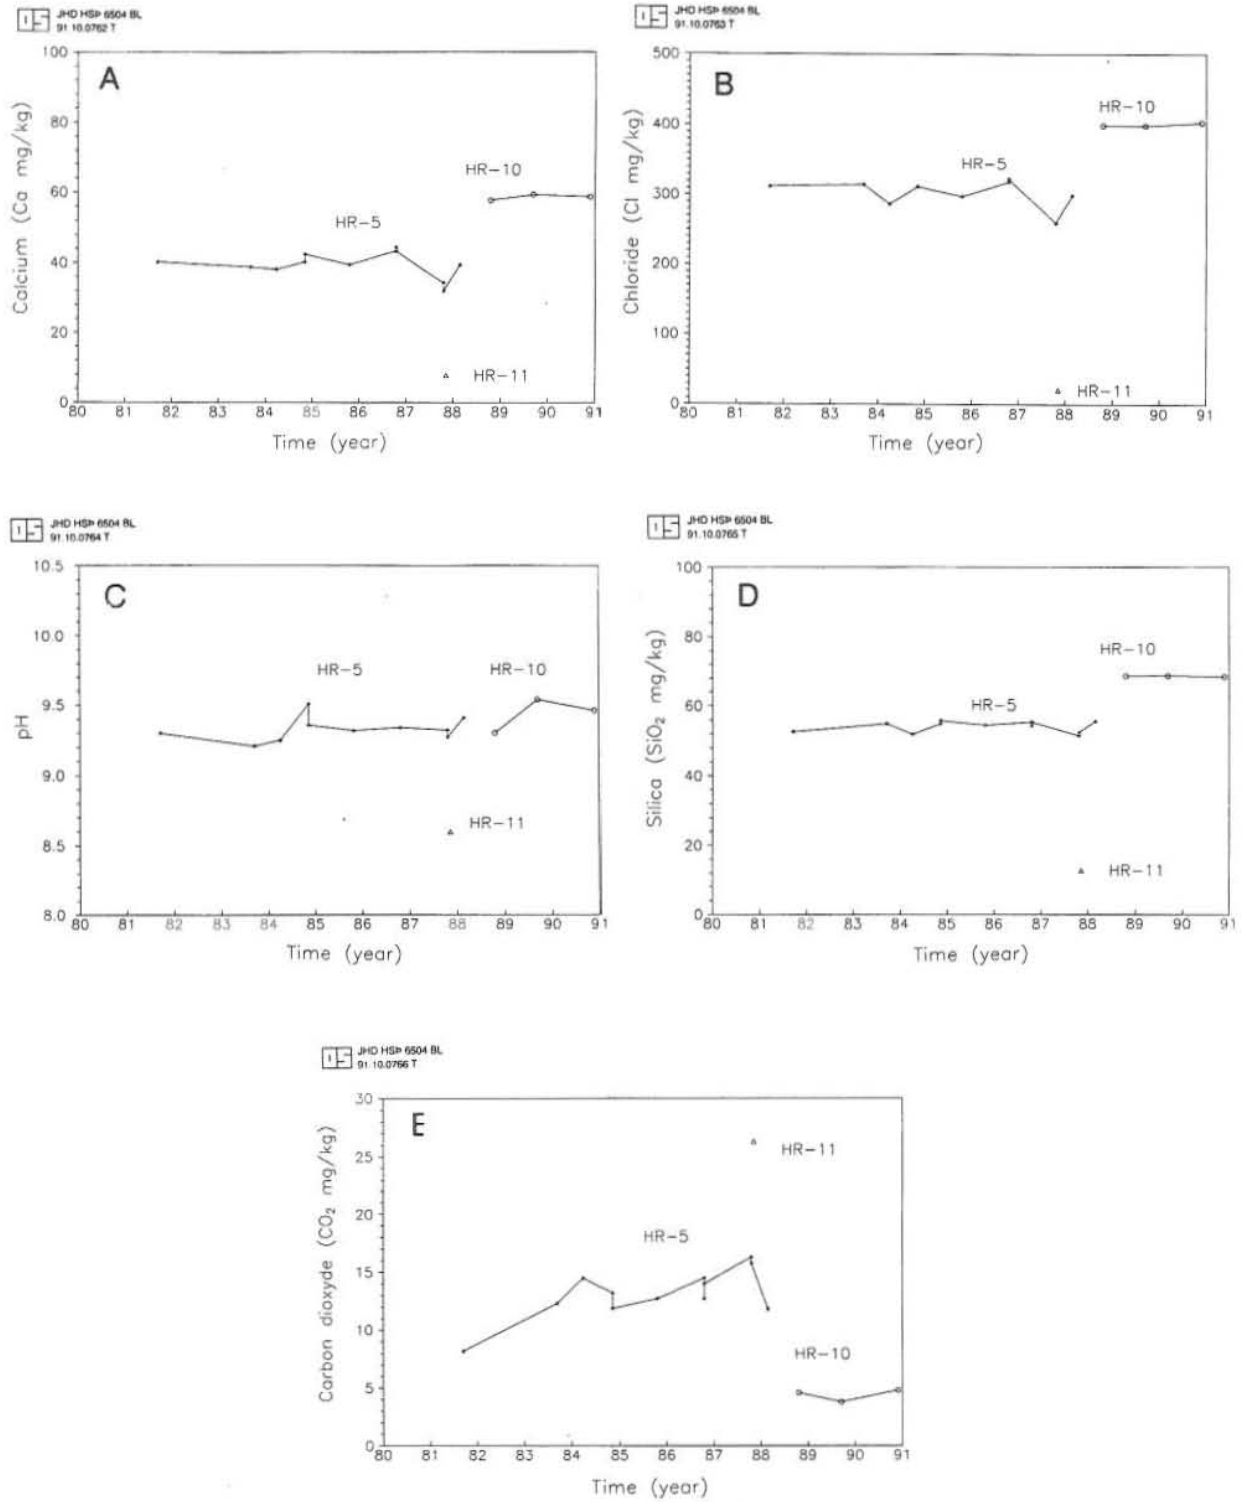 JHD HSÞ 6504 BL
91.10.0762 T
A
Calcium (Ca mg/kg)
100
80
60
40
20
0
HR-10
HR-5
HR-11
80 81 82 83 84 85 86 87 88 89 90 91
Time (year)
JHD HSÞ 6504 BL
91.10.0763 T
B
Chloride (Cl mg/kg)
500
400
300
200
100
0
HR-10
HR-5
HR-11
80 81 82 83 84 85 86 87 88 89 90 91
Time (year)
JHD HSÞ 6504 BL
91.10.0764 T
C
pH
10.5
10.0
9.5
9.0
8.5
8.0
HR-5
HR-10
HR-11
80 81 82 83 84 85 86 87 88 89 90 91
Time (year)
JHD HSÞ 6504 BL
91.10.0765 T
D
Silica (SiO₂ mg/kg)
100
80
60
40
20
0
HR-10
HR-5
HR-11
80 81 82 83 84 85 86 87 88 89 90 91
Time (year)
JHD HSÞ 6504 BL
91.10.0766 T
E
Carbon dioxyde (CO₂ mg/kg)
30
25
20
15
10
5
0
HR-11
HR-5
HR-10
80 81 82 83 84 85 86 87 88 89 90 91
Time (year)